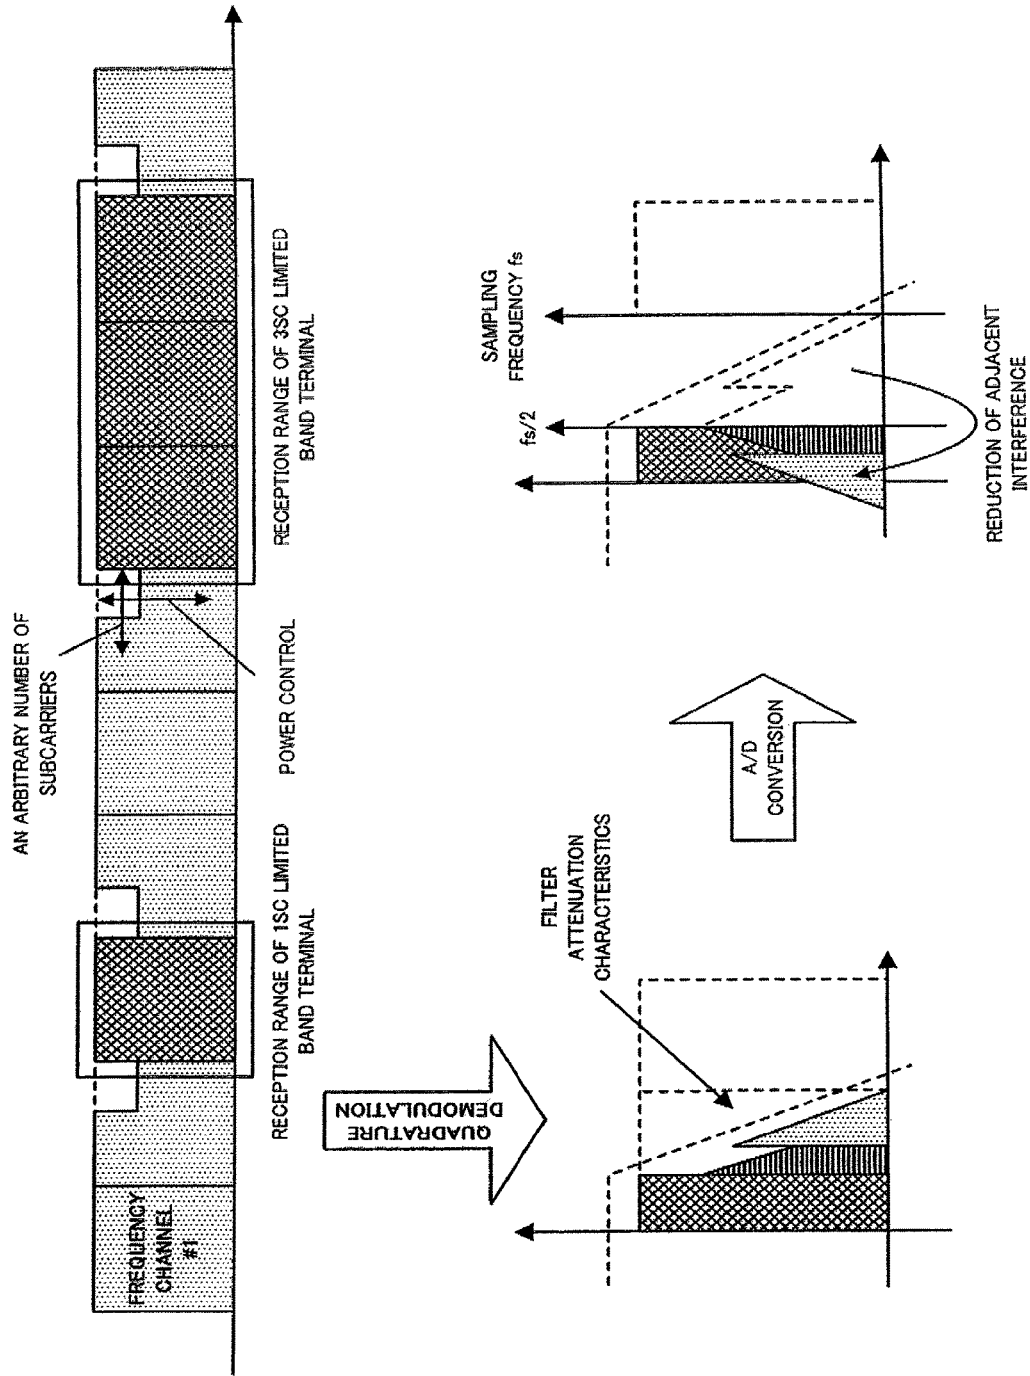 AN ARBITRARY NUMBER OF
SUBCARRIERS
FREQUENCY
CHANNEL
#1
RECEPTION RANGE OF 1SC LIMITED
BAND TERMINAL
POWER CONTROL
RECEPTION RANGE OF 3SC LIMITED
BAND TERMINAL
QUADRATURE
DEMODULATION
FILTER
ATTENUATION
CHARACTERISTICS
A/D
CONVERSION
fs/2
SAMPLING
FREQUENCY fs
REDUCTION OF ADJACENT
INTERFERENCE